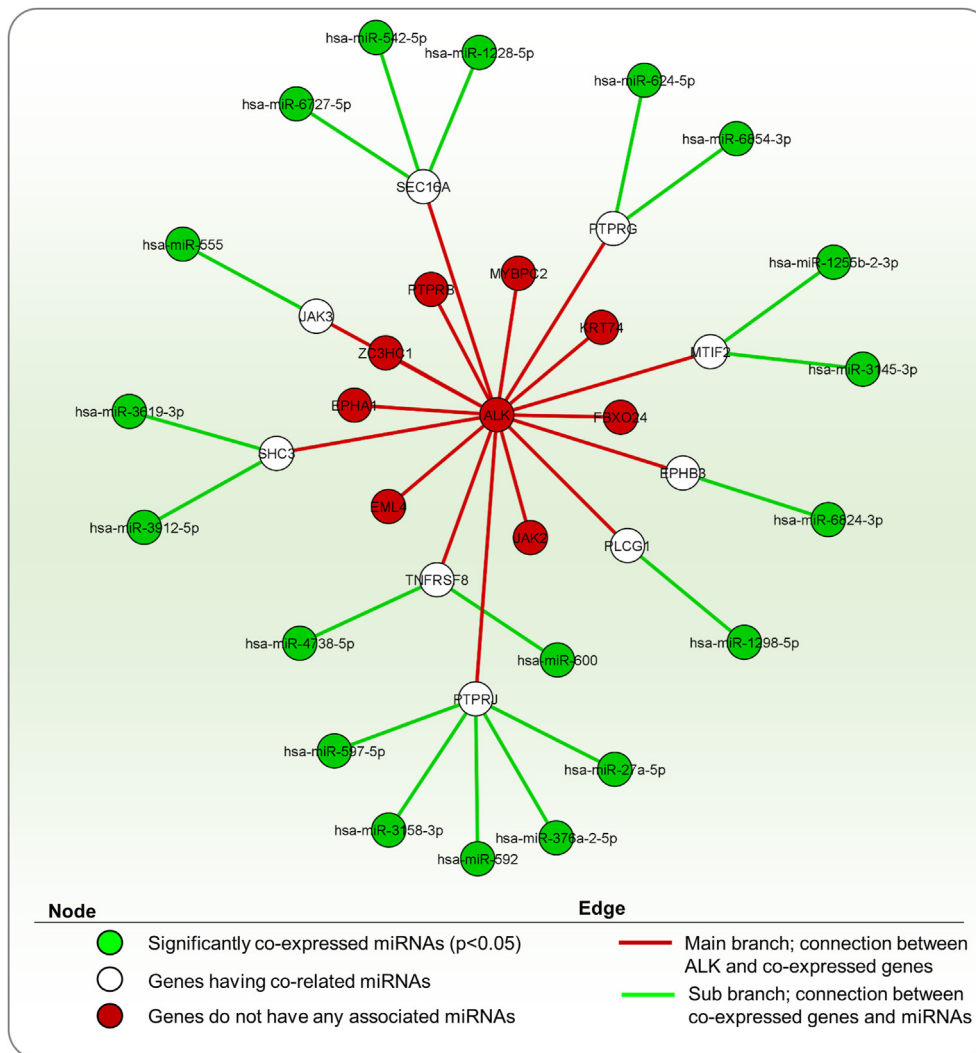 hsa-miR-542-5p
hsa-miR-1228-5p
hsa-miR-624-5p
hsa-miR-6727-5p
hsa-miR-6854-3p
SEC16A
PTPRG
hsa-miR-555
hsa-miR-1255b-2-3p
MYBPC2
PTPRB
JAK3
KRT74
ZC3HC1
MTIF2
hsa-miR-3145-3p
EPHA1
hsa-miR-3619-3p
ALK
FBXO24
SHC3
EPHB3
EML4
hsa-miR-3912-5p
hsa-miR-6824-3p
JAK2
PLCG1
TNFRSF8
hsa-miR-4738-5p
hsa-miR-1298-5p
hsa-miR-600
PTPRJ
hsa-miR-597-5p
hsa-miR-27a-5p
hsa-miR-3158-3p
hsa-miR-376a-2-5p
hsa-miR-592
Node
Significantly co-expressed miRNAs (p<0.05)
Genes having co-related miRNAs
Genes do not have any associated miRNAs
Edge
Main branch; connection between
ALK and co-expressed genes
Sub branch; connection between
co-expressed genes and miRNAs